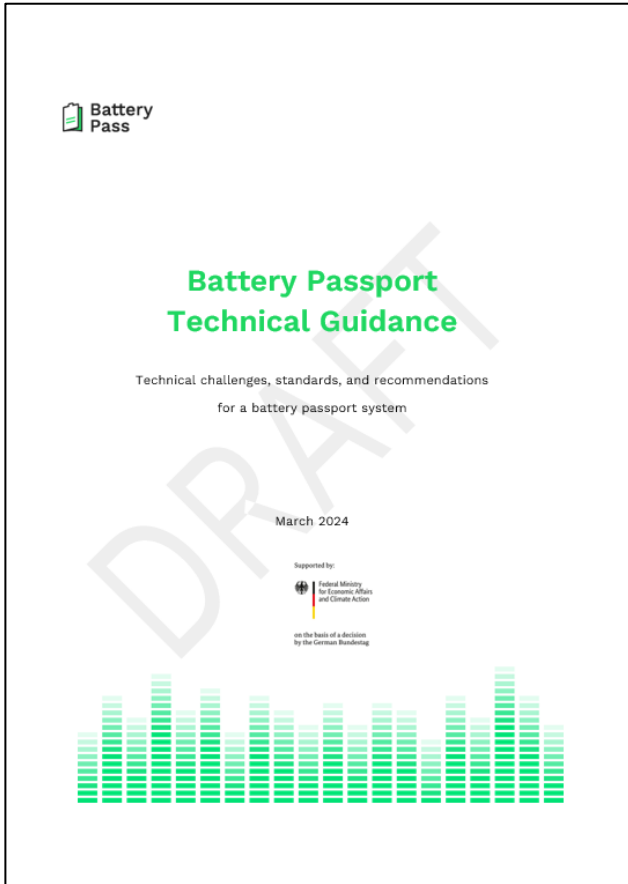 Battery
Pass
Battery Passport
Technical Guidance
Technical challenges, standards, and recommendations
for a battery passport system
DRAFT
March 2024
Supported by:
Federal Ministry
for Economic Affairs
and Climate Action
on the basis of a decision
by the German Bundestag